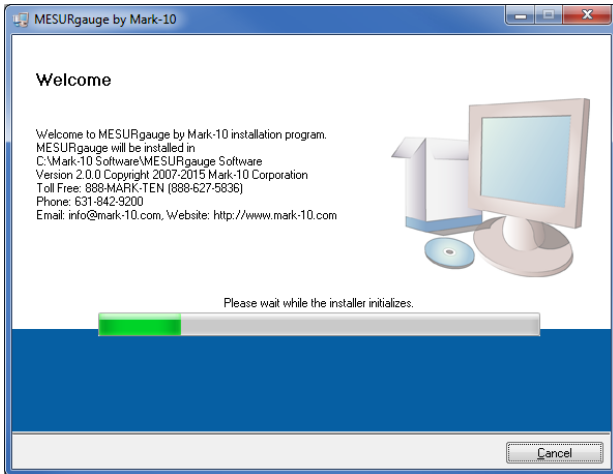 MESURgauge by Mark-10
Welcome
Welcome to MESURgauge by Mark-10 installation program.
MESURgauge will be installed in
C:\Mark-10 Software\MESURgauge Software
Version 2.0.0 Copyright 2007-2015 Mark-10 Corporation
Toll Free: 888-MARK-TEN (888-627-5836)
Phone: 631-842-9200
Email: info@mark-10.com, Website: http://www.mark-10.com
Please wait while the installer initializes.
Cancel